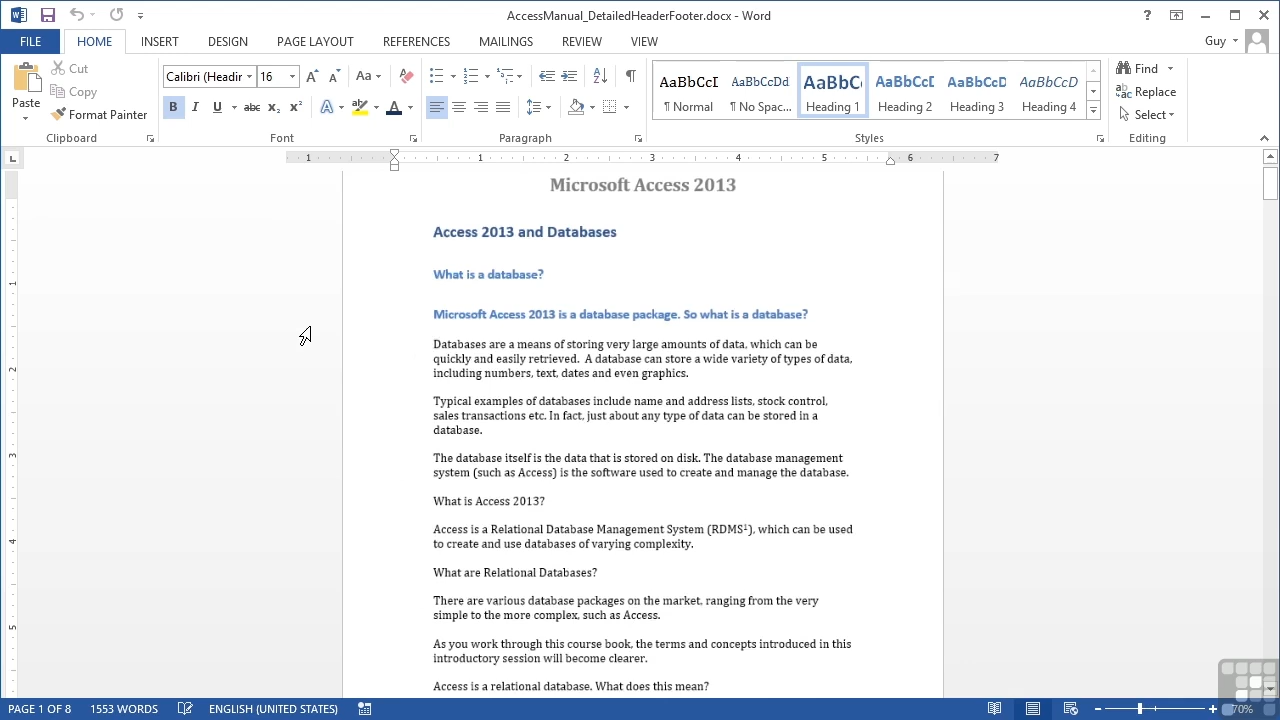 AccessManual_DetailedHeaderFooter.docx - Word
FILE HOME INSERT DESIGN PAGE LAYOUT REFERENCES MAILINGS REVIEW VIEW Guy
Paste
Cut
Copy
Format Painter
Clipboard
Calibri (Headir 16
Font
Paragraph
AaBbCcI AaBbCcDd AaBbC AaBbCcI AaBbCcD AaBbCcD
¶ Normal ¶ No Spac... Heading 1 Heading 2 Heading 3 Heading 4
Styles
Find
Replace
Select
Editing
1 1 2 3 4 5 6 7
Microsoft Access 2013
Access 2013 and Databases
What is a database?
Microsoft Access 2013 is a database package. So what is a database?
Databases are a means of storing very large amounts of data, which can be
quickly and easily retrieved. A database can store a wide variety of types of data,
including numbers, text, dates and even graphics.
Typical examples of databases include name and address lists, stock control,
sales transactions etc. In fact, just about any type of data can be stored in a
database.
The database itself is the data that is stored on disk. The database management
system (such as Access) is the software used to create and manage the database.
What is Access 2013?
Access is a Relational Database Management System (RDMS¹), which can be used
to create and use databases of varying complexity.
What are Relational Databases?
There are various database packages on the market, ranging from the very
simple to the more complex, such as Access.
As you work through this course book, the terms and concepts introduced in this
introductory session will become clearer.
Access is a relational database. What does this mean?
PAGE 1 OF 8 1553 WORDS ENGLISH (UNITED STATES) 70%